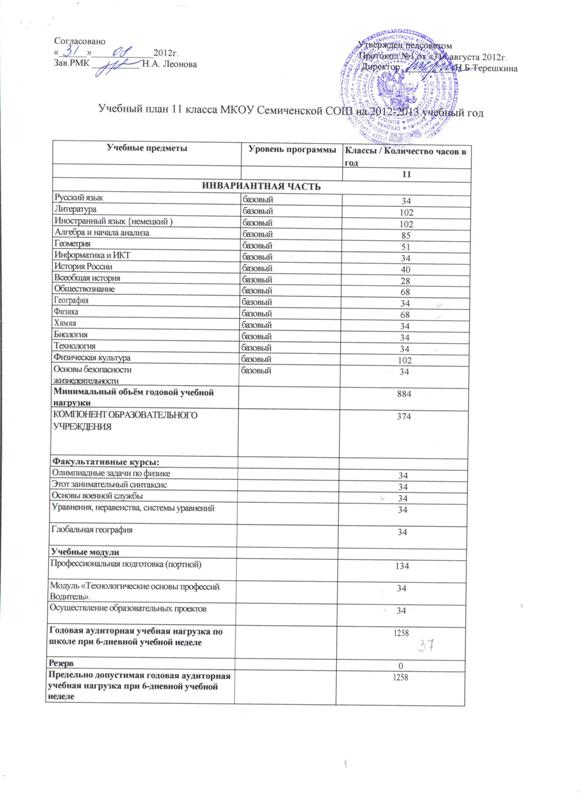 Согласовано
« 31 » 08 2012г.
Зав.РМК Н.А. Леонова
Утвержден педсоветом
Протокол №1 от «31» августа 2012г.
Директор Н.Б Терешкина
Учебный план 11 класса МКОУ Семиченской СОШ на 2012-2013 учебный год
Учебные предметы Уровень программы Классы / Количество часов в
год
11
ИНВАРИАНТНАЯ ЧАСТЬ
Русский язык базовый 34
Литература базовый 102
Иностранный язык {немецкий ) базовый 102
Алгебра и начала анализа базовый 85
Геометрия базовый 51
Информатика и ИКТ базовый 34
История России базовый 40
Всеобщая история базовый 28
Обществознание базовый 68
География базовый 34
Физика базовый 68
Химия базовый 34
Биология базовый 34
Технология базовый 34
Физическая культура базовый 102
Основы безопасности базовый 34
жизнедеятельности
Минимальный объём годовой учебной 884
нагрузки
КОМПОНЕНТ ОБРАЗОВАТЕЛЬНОГО 374
УЧРЕЖДЕНИЯ
Факультативные курсы:
Олимпиадные задачи по физике 34
Этот занимательный синтаксис 34
Основы военной службы 34
Уравнения, неравенства, системы уравнений 34
Глобальная география 34
Учебные модули
Профессиональная подготовка (портной) 134
Модуль «Технологические основы профессий. 34
Водитель».
Осуществление образовательных проектов 34
Годовая аудиторная учебная нагрузка по 1258
школе при 6-дневной учебной неделе 37
Резерв 0
Предельно допустимая годовая аудиторная 1258
учебная нагрузка при 6-дневной учебной
неделе